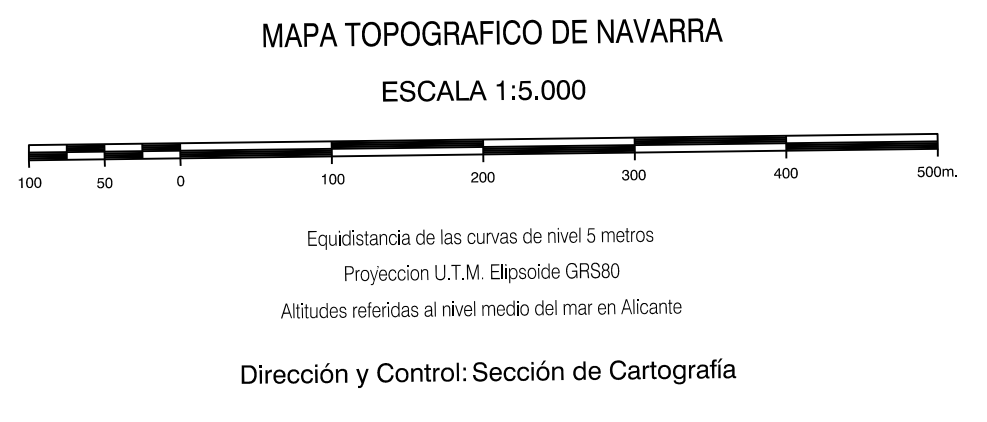 MAPA TOPOGRAFICO DE NAVARRA
ESCALA 1:5.000
100 50 0 100 200 300 400 500m.
Equidistancia de las curvas de nivel 5 metros
Proyeccion U.T.M. Elipsoide GRS80
Altitudes referidas al nivel medio del mar en Alicante
Dirección y Control: Sección de Cartografía